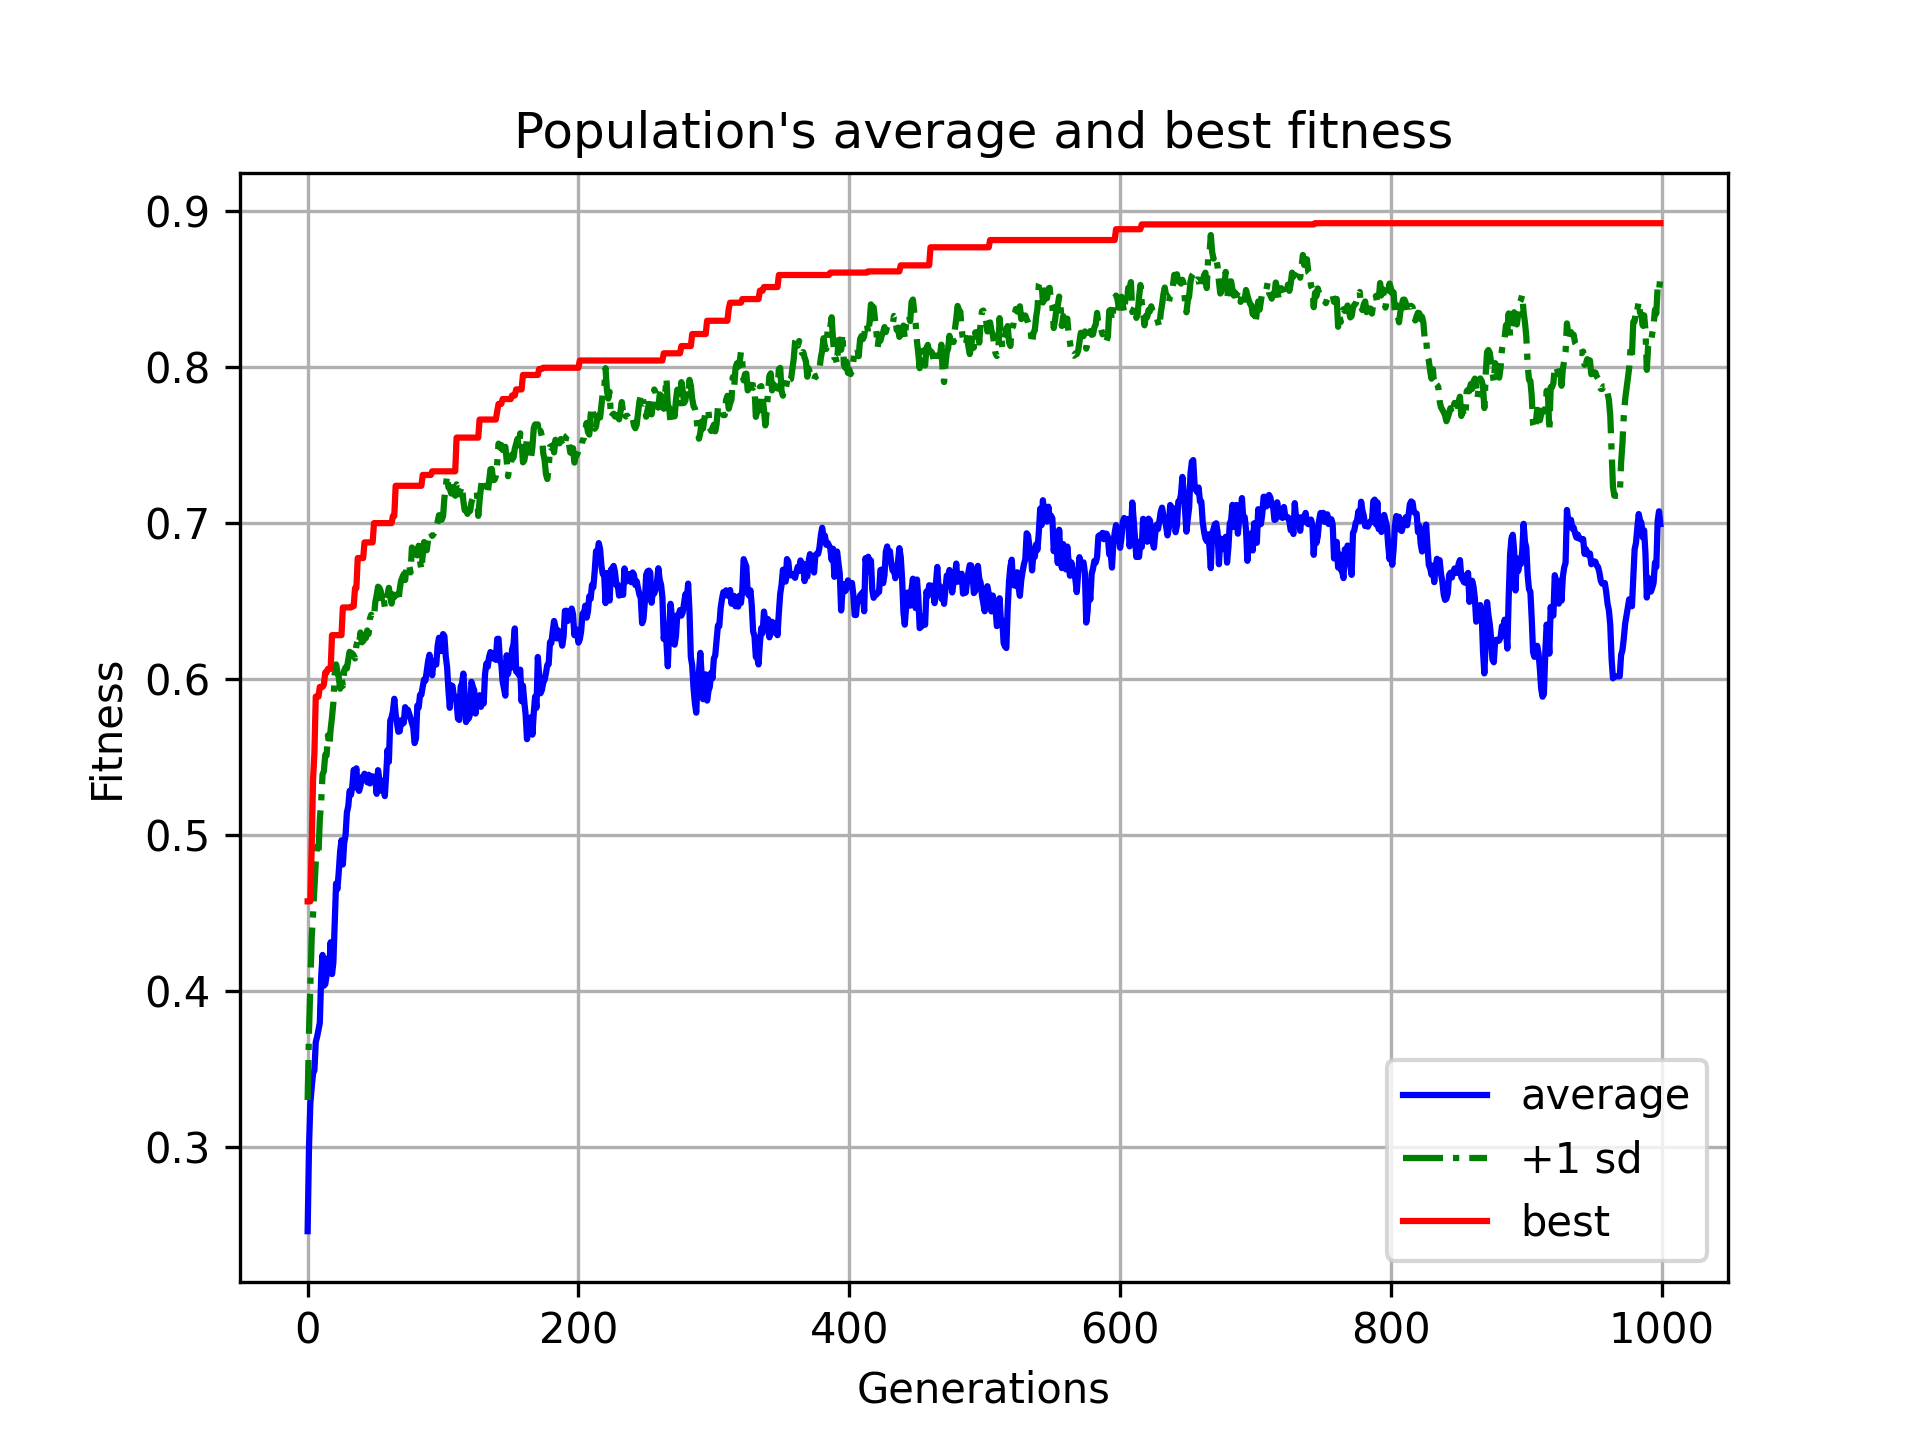 Population's average and best fitness
Fitness
0.9
0.8
0.7
0.6
0.5
0.4
0.3
0
200
400
600
800
1000
Generations
average
+1 sd
best